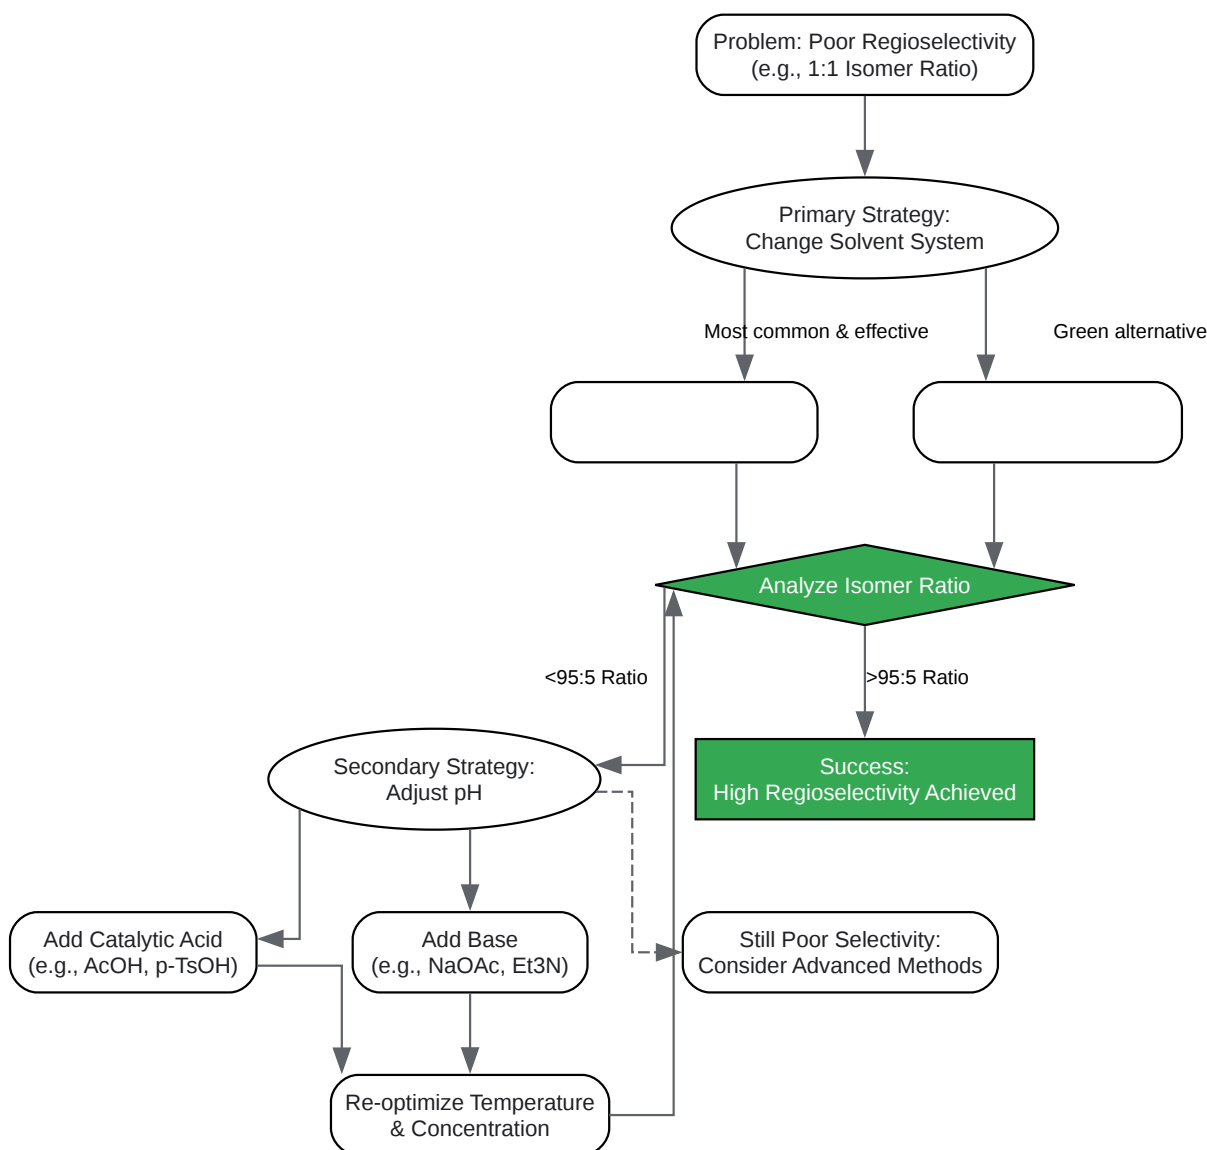 Problem: Poor Regioselectivity
(e.g., 1:1 Isomer Ratio)
Primary Strategy:
Change Solvent System
Most common & effective
Green alternative
Analyze Isomer Ratio
<95:5 Ratio
>95:5 Ratio
Secondary Strategy:
Adjust pH
Success:
High Regioselectivity Achieved
Add Catalytic Acid
(e.g., AcOH, p-TsOH)
Add Base
(e.g., NaOAc, Et3N)
Still Poor Selectivity:
Consider Advanced Methods
Re-optimize Temperature
& Concentration